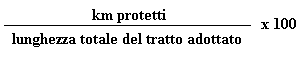 km protetti
lunghezza totale del tratto adottato
x 100